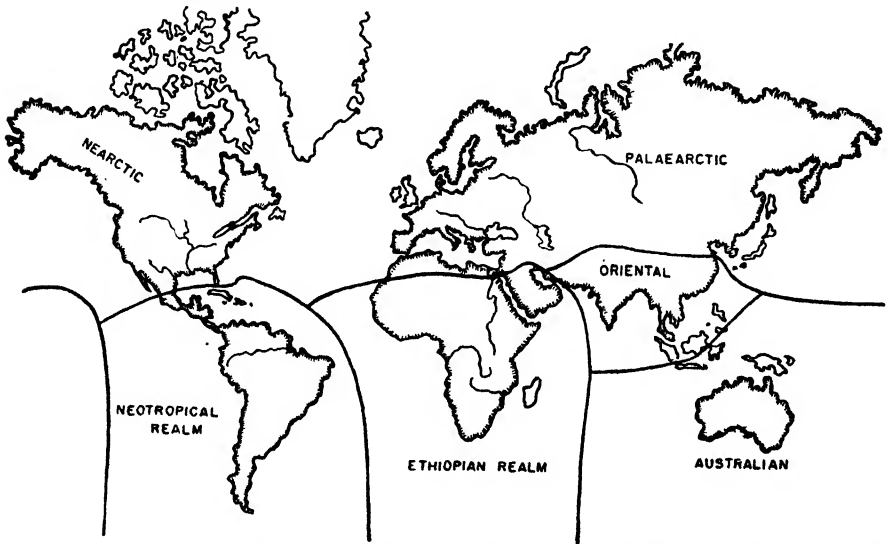 NEARCTIC
PALAEARCTIC
ORIENTAL
NEOTROPICAL
REALM
ETHIOPIAN REALM
AUSTRALIAN